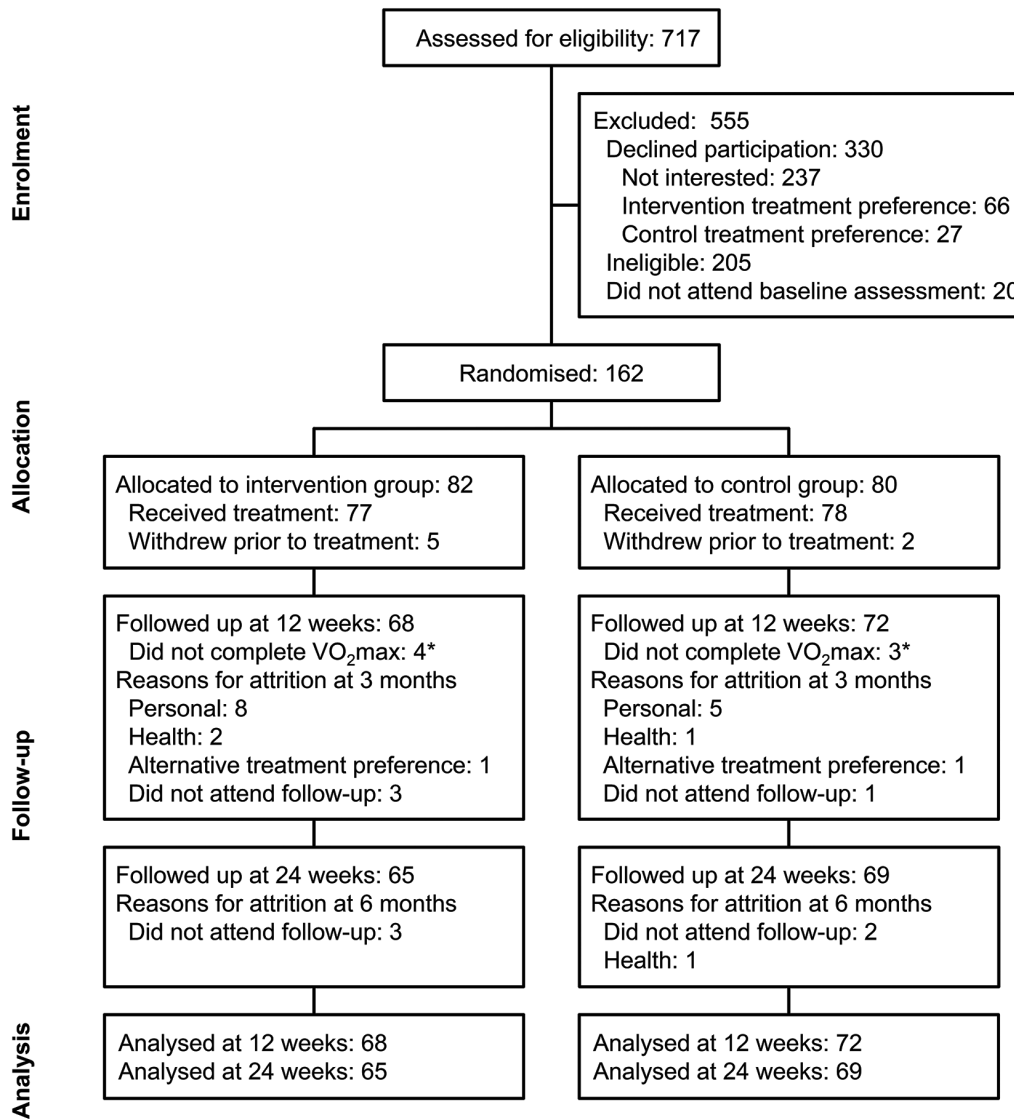 Assessed for eligibility: 717
Enrolment
Excluded:  555
Declined participation: 330
Not interested: 237
Intervention treatment preference: 66
Control treatment preference: 27
Ineligible: 205
Did not attend baseline assessment: 20
Randomised: 162
Allocation
Allocated to intervention group: 82
Received treatment: 77
Withdrew prior to treatment: 5
Allocated to control group: 80
Received treatment: 78
Withdrew prior to treatment: 2
Follow-up
Followed up at 12 weeks: 68
Did not complete VO₂max: 4*
Reasons for attrition at 3 months
Personal: 8
Health: 2
Alternative treatment preference: 1
Did not attend follow-up: 3
Followed up at 12 weeks: 72
Did not complete VO₂max: 3*
Reasons for attrition at 3 months
Personal: 5
Health: 1
Alternative treatment preference: 1
Did not attend follow-up: 1
Followed up at 24 weeks: 65
Reasons for attrition at 6 months
Did not attend follow-up: 3
Followed up at 24 weeks: 69
Reasons for attrition at 6 months
Did not attend follow-up: 2
Health: 1
Analysis
Analysed at 12 weeks: 68
Analysed at 24 weeks: 65
Analysed at 12 weeks: 72
Analysed at 24 weeks: 69